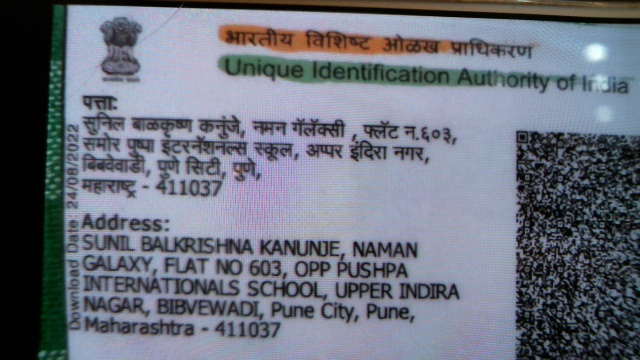 भारतीय विशिष्ट ओळख प्राधिकरण
Unique Identification Authority of India
पत्ता:
सुनिल बाळकृष्ण कनुंजे, नमन गॅलॅक्सी , फ्लॅट न.६०३,
समोर पुष्पा इंटरनॅशनल्स स्कूल, अप्पर इंदिरा नगर,
बिबवेवाडी, पुणे सिटी, पुणे,
महाराष्ट्र - 411037
Download Date: 24/08/2022
Address:
SUNIL BALKRISHNA KANUNJE, NAMAN
GALAXY, FLAT NO 603, OPP PUSHPA
INTERNATIONALS SCHOOL, UPPER INDIRA
NAGAR, BIBVEWADI, Pune City, Pune,
Maharashtra - 411037